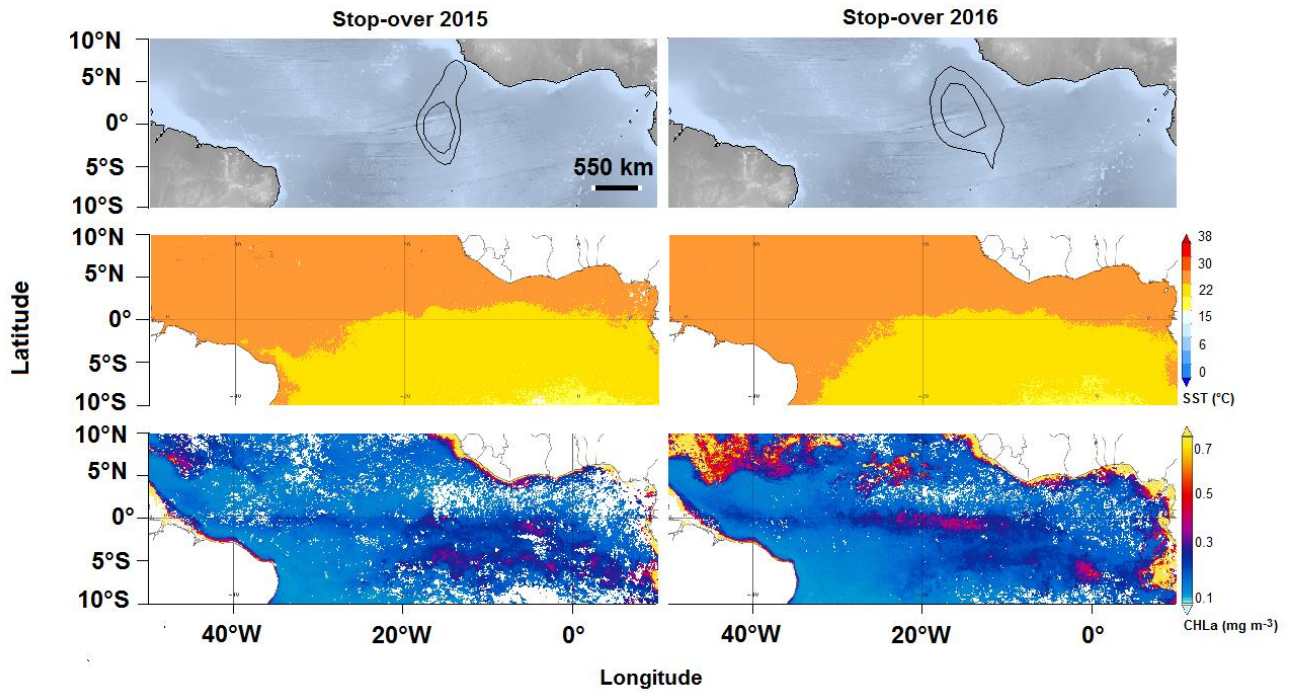 Stop-over 2015
Stop-over 2016
10°N
5°N
0°
5°S
10°S
550 km
10°N
5°N
0°
5°S
10°S
38
30
22
15
6
0
SST (°C)
Latitude
10°N
5°N
0°
5°S
10°S
0.7
0.5
0.3
0.1
CHLa (mg m⁻³)
40°W
20°W
0°
40°W
20°W
0°
Longitude